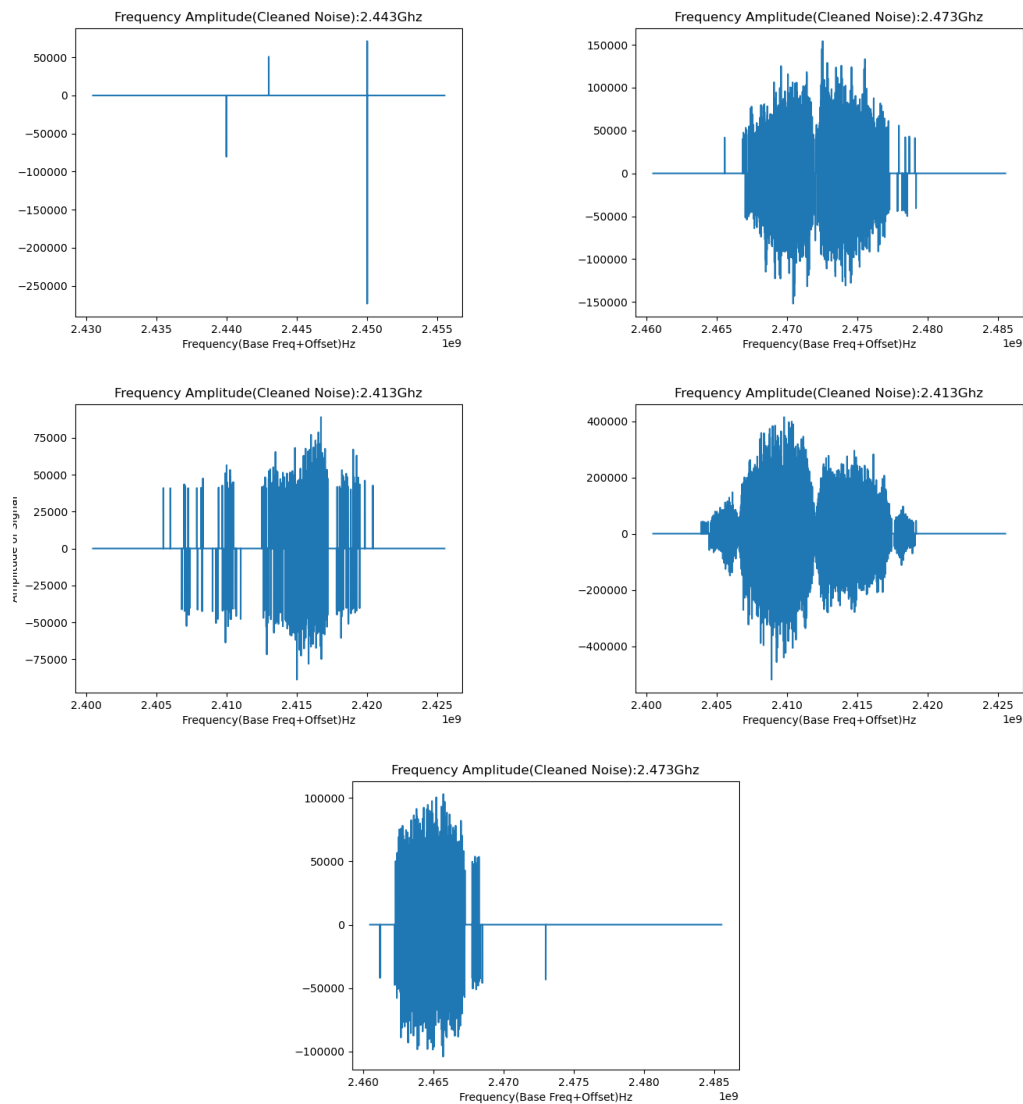 Frequency Amplitude(Cleaned Noise):2.443Ghz
50000
0
−50000
−100000
−150000
−200000
−250000
2.430 2.435 2.440 2.445 2.450 2.455
Frequency(Base Freq+Offset)Hz 1e9
Frequency Amplitude(Cleaned Noise):2.473Ghz
150000
100000
50000
0
−50000
−100000
−150000
2.460 2.465 2.470 2.475 2.480 2.485
Frequency(Base Freq+Offset)Hz 1e9
Frequency Amplitude(Cleaned Noise):2.413Ghz
Amplitude of Signal
75000
50000
25000
0
−25000
−50000
−75000
2.400 2.405 2.410 2.415 2.420 2.425
Frequency(Base Freq+Offset)Hz 1e9
Frequency Amplitude(Cleaned Noise):2.413Ghz
400000
200000
0
−200000
−400000
2.400 2.405 2.410 2.415 2.420 2.425
Frequency(Base Freq+Offset)Hz 1e9
Frequency Amplitude(Cleaned Noise):2.473Ghz
100000
50000
0
−50000
−100000
2.460 2.465 2.470 2.475 2.480 2.485
Frequency(Base Freq+Offset)Hz 1e9